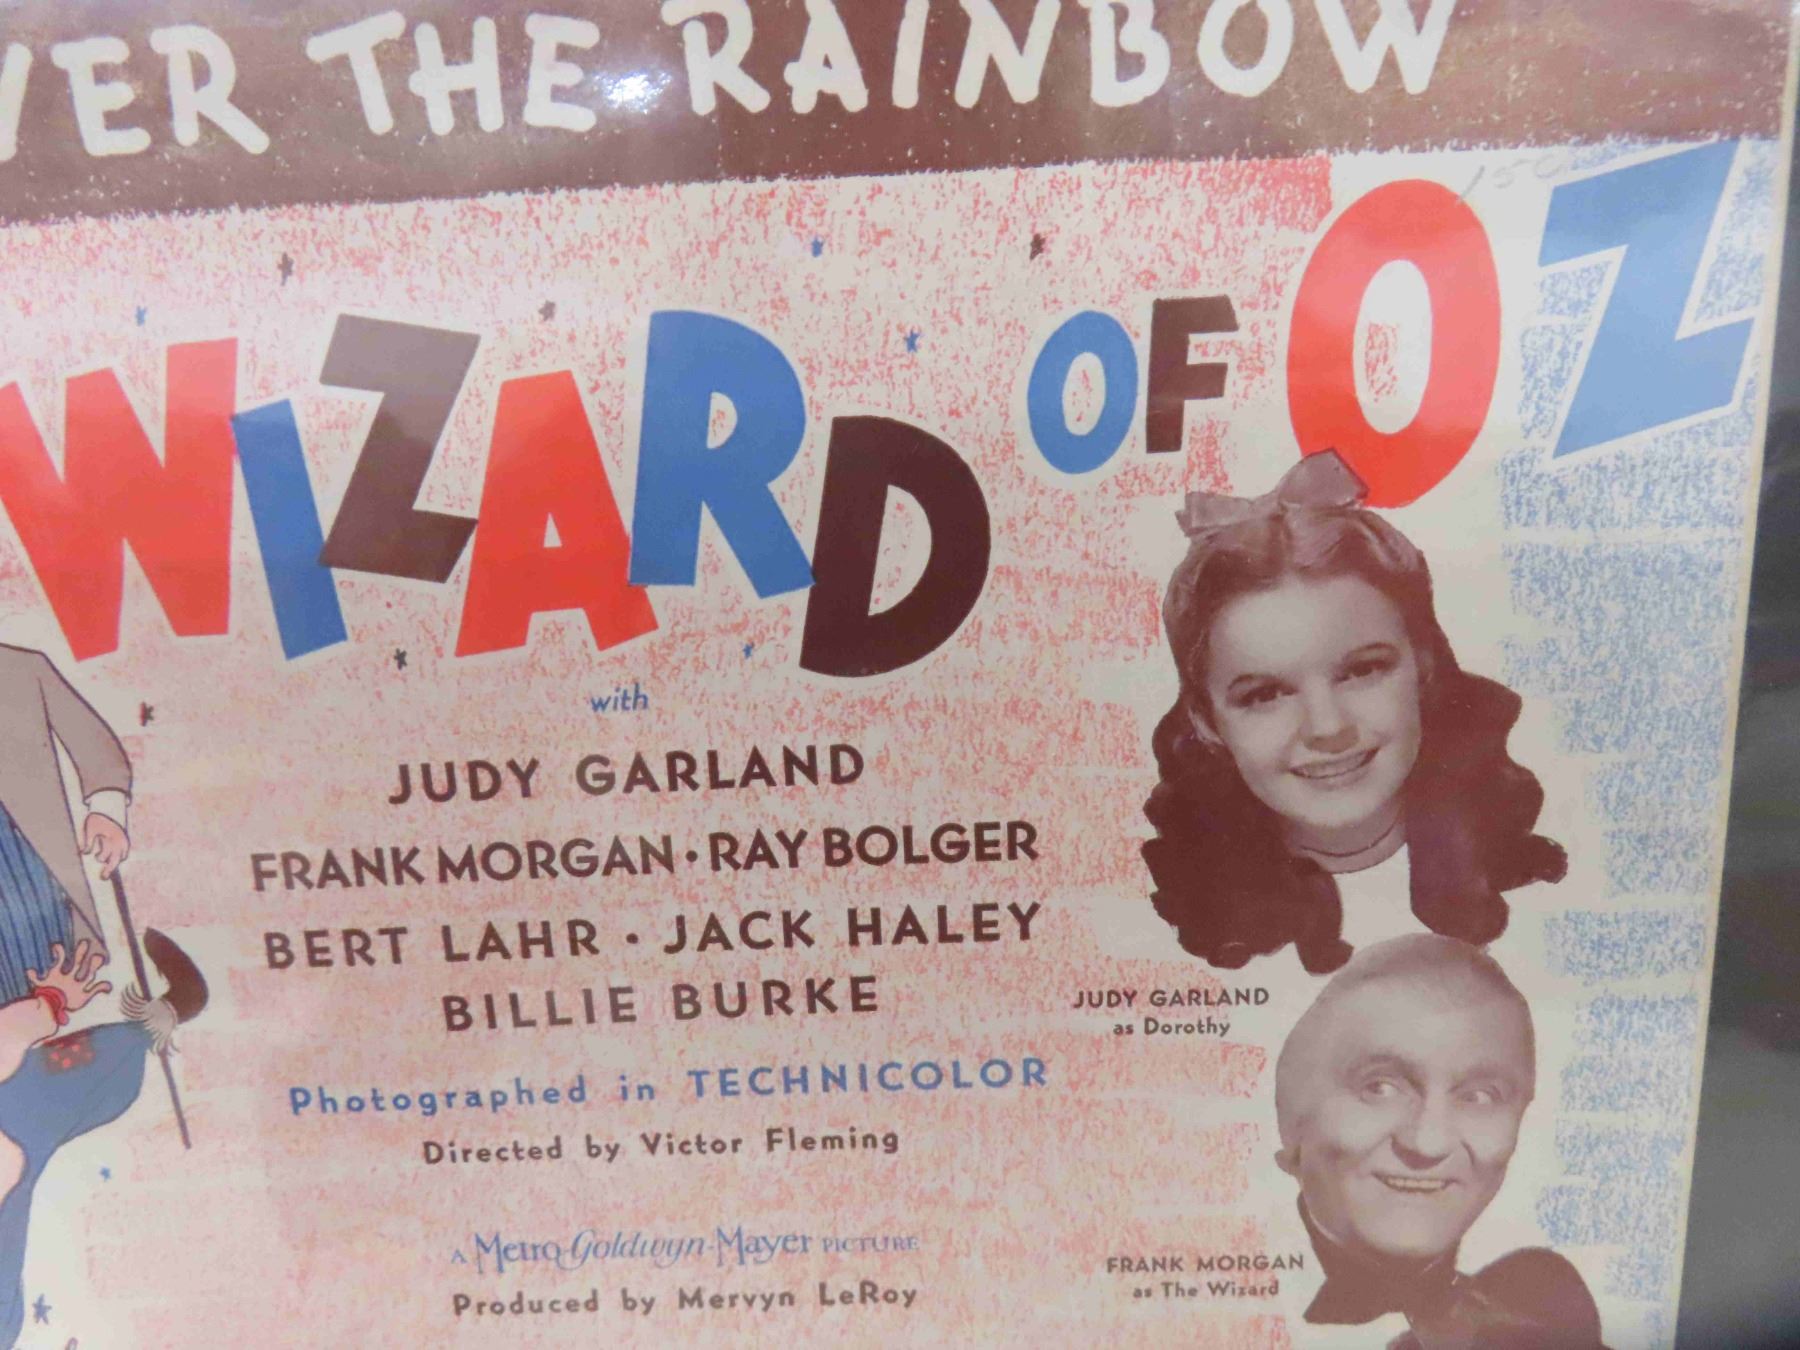 VER THE RAINBOW
150
WIZARD OF OZ
with
JUDY GARLAND
FRANK MORGAN • RAY BOLGER
BERT LAHR • JACK HALEY
BILLIE BURKE
Photographed in TECHNICOLOR
Directed by Victor Fleming
A Metro-Goldwyn-Mayer PICTURE
Produced by Mervyn LeRoy
JUDY GARLAND
as Dorothy
FRANK MORGAN
as The Wizard